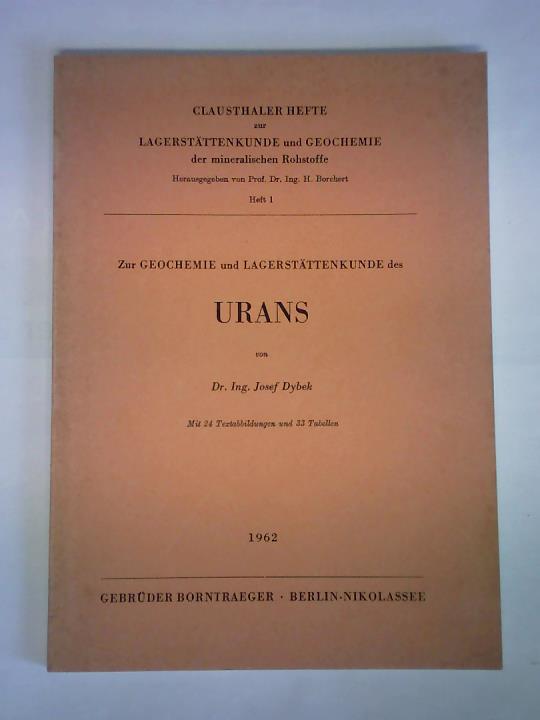 CLAUSTHALER HEFTE
zur
LAGERSTÄTTENKUNDE und GEOCHEMIE
der mineralischen Rohstoffe
Herausgegeben von Prof. Dr. Ing. H. Borchert
Heft 1
Zur GEOCHEMIE und LAGERSTÄTTENKUNDE des
URANS
von
Dr. Ing. Josef Dybek
Mit 24 Textabbildungen und 33 Tabellen
1962
GEBRÜDER BORNTRAEGER · BERLIN-NIKOLASSEE